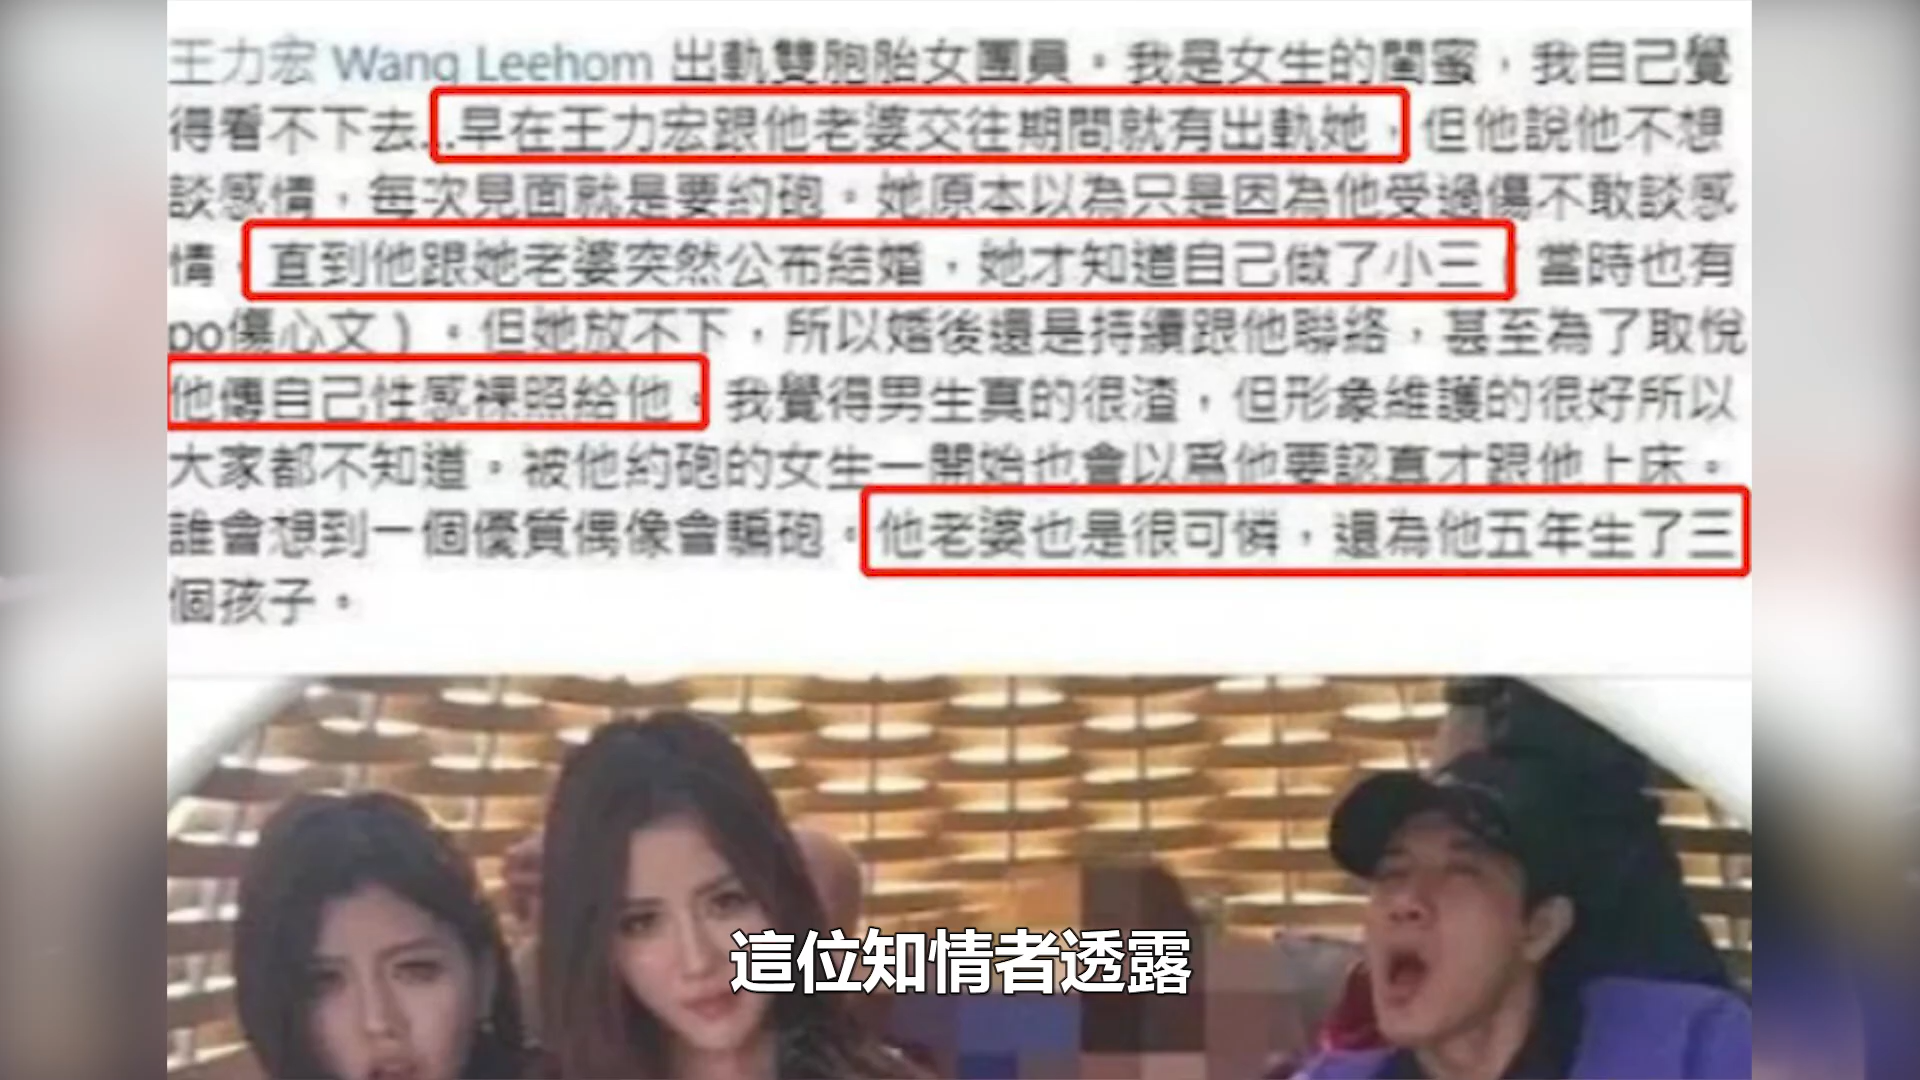 王力宏 Wang Leehom 出軌雙胞胎女團員。我是女生的閨蜜，我自己覺
得看不下去...早在王力宏跟他老婆交往期間就有出軌她，但他說他不想
談感情，每次見面就是要約砲。她原本以為只是因為他受過傷不敢談感
情，直到他跟她老婆突然公布結婚，她才知道自己做了小三（當時也有
po傷心文）。但她放不下，所以婚後還是持續跟他聯絡，甚至為了取悅
他傳自己性感裸照給他。我覺得男生真的很渣，但形象維護的很好所以
大家都不知道。被他約砲的女生一開始也會以爲他要認真才跟他上床。
誰會想到一個優質偶像會騙砲。他老婆也是很可憐，還為他五年生了三
個孩子。
這位知情者透露